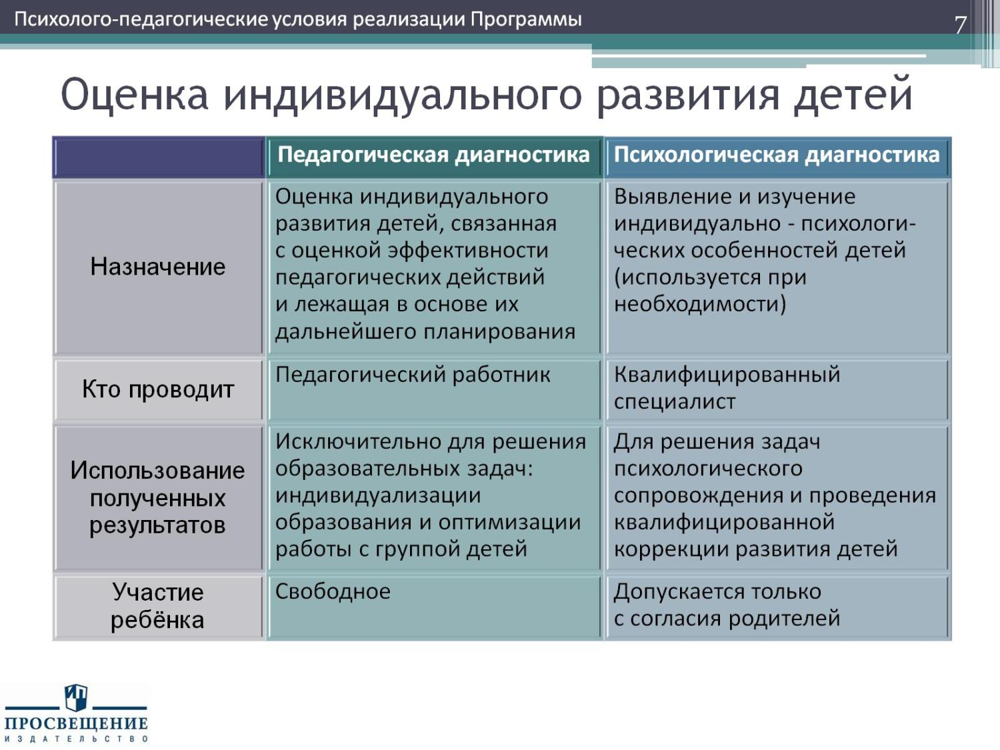 Психолого-педагогические условия реализации Программы
7
Оценка индивидуального развития детей
Педагогическая диагностика
Психологическая диагностика
Назначение
Оценка индивидуального
развития детей, связанная
с оценкой эффективности
педагогических действий
и лежащая в основе их
дальнейшего планирования
Выявление и изучение
индивидуально - психологи-
ческих особенностей детей
(используется при
необходимости)
Кто проводит
Педагогический работник
Квалифицированный
специалист
Использование
полученных
результатов
Исключительно для решения
образовательных задач:
индивидуализации
образования и оптимизации
работы с группой детей
Для решения задач
психологического
сопровождения и проведения
квалифицированной
коррекции развития детей
Участие
ребёнка
Свободное
Допускается только
с согласия родителей
ИП
ПРОСВЕЩЕНИЕ
ИЗДАТЕЛЬСТВО